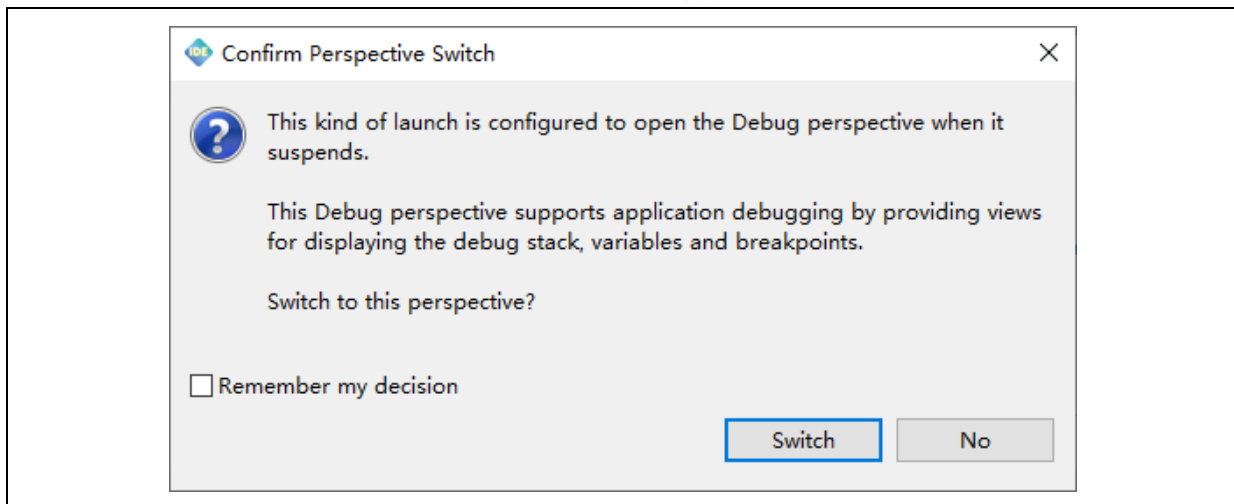 IDE
Confirm Perspective Switch
This kind of launch is configured to open the Debug perspective when it
suspends.
This Debug perspective supports application debugging by providing views
for displaying the debug stack, variables and breakpoints.
Switch to this perspective?
Remember my decision
Switch
No